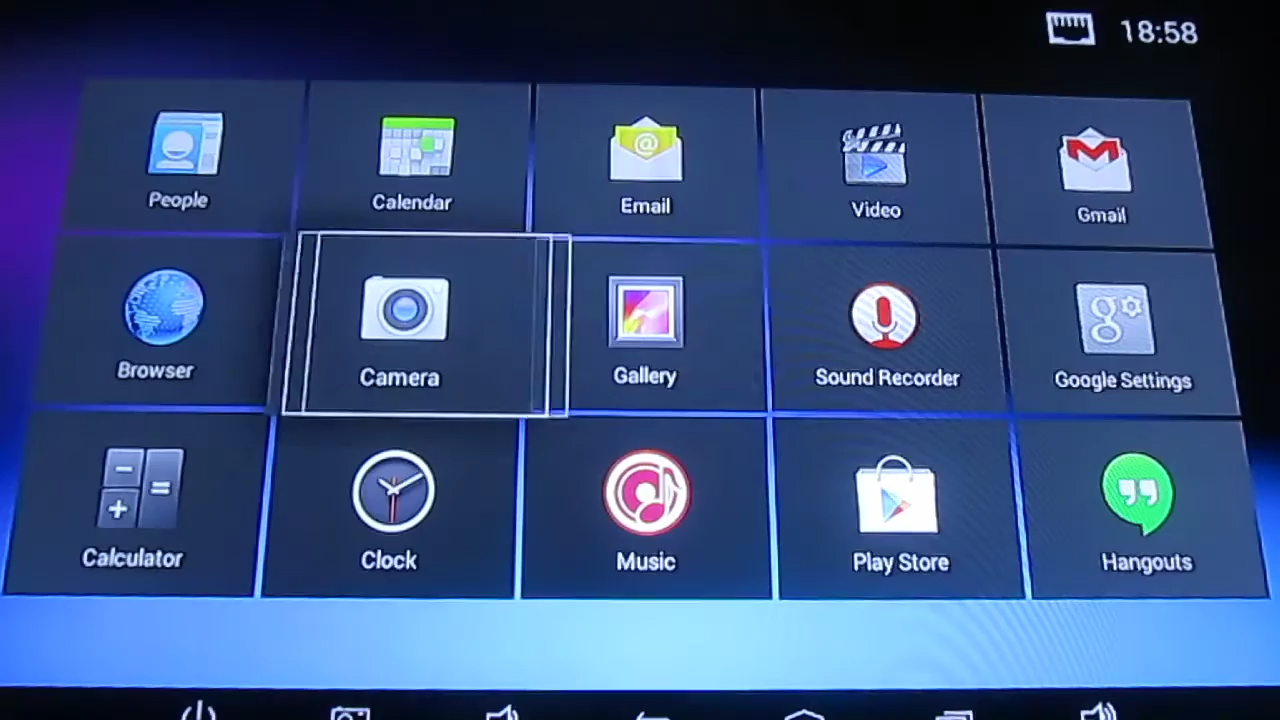 18:58
People Calendar Email Video Gmail
Browser Camera Gallery Sound Recorder Google Settings
Calculator Clock Music Play Store Hangouts